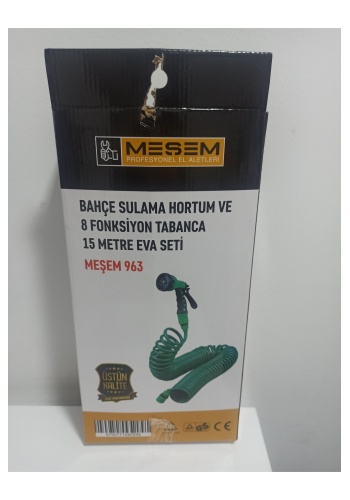 MEŞEM
PROFESYONEL EL ALETLERİ
BAHÇE SULAMA HORTUM VE
8 FONKSİYON TABANCA
15 METRE EVA SETİ
MEŞEM 963
ÜSTÜN
KALİTE
CE